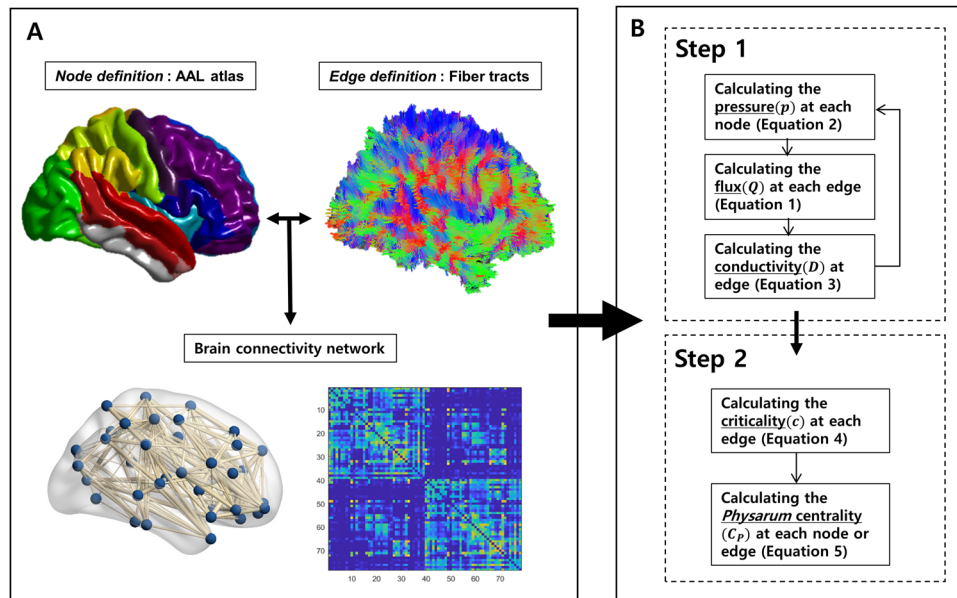 A
Node definition : AAL atlas
Edge definition : Fiber tracts
Brain connectivity network
10
20
30
40
50
60
70
10 20 30 40 50 60 70
B
Step 1
Calculating the
pressure(p) at each
node (Equation 2)
Calculating the
flux(Q) at each edge
(Equation 1)
Calculating the
conductivity(D) at
edge (Equation 3)
Step 2
Calculating the
criticality(c) at each
edge (Equation 4)
Calculating the
Physarum centrality
(C_P) at each node or
edge (Equation 5)